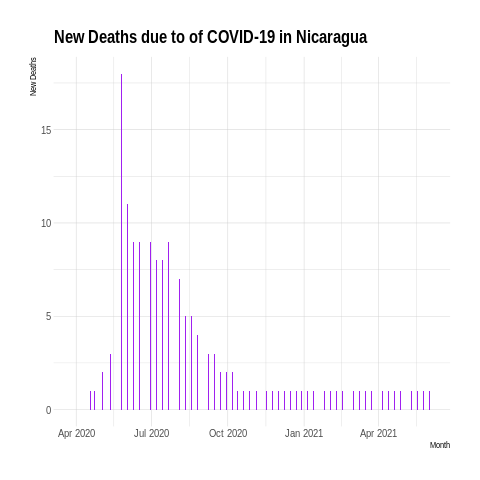 New Deaths due to of COVID-19 in Nicaragua
New Deaths
15
10
5
0
Apr 2020 Jul 2020 Oct 2020 Jan 2021 Apr 2021
Month